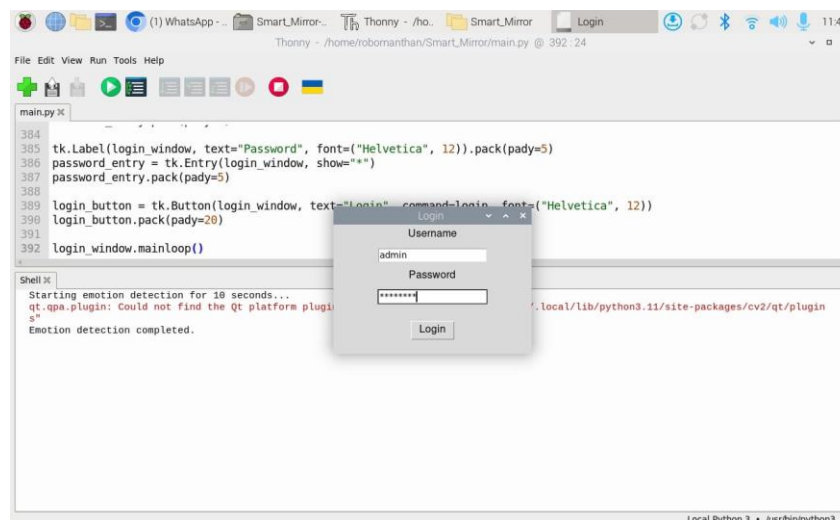 (1) WhatsApp - ..
Smart_Mirror-..
Thonny - /ho..
Smart_Mirror
Login
11:4
Thonny - /home/robomanthan/Smart_Mirror/main.py @ 392 : 24
File Edit View Run Tools Help
main.py
384
385 tk.Label(login_window, text="Password", font=("Helvetica", 12)).pack(pady=5)
386 password_entry = tk.Entry(login_window, show="*")
387 password_entry.pack(pady=5)
388
389 login_button = tk.Button(login_window, text="Login", command=login, font=("Helvetica", 12))
390 login_button.pack(pady=20)
391
392 login_window.mainloop()
Login
Username
admin
Password
********
Login
Shell
Starting emotion detection for 10 seconds...
qt.qpa.plugin: Could not find the Qt platform plugi
.local/lib/python3.11/site-packages/cv2/qt/plugin
s"
Emotion detection completed.
Local Python 3 • /usr/bin/python3